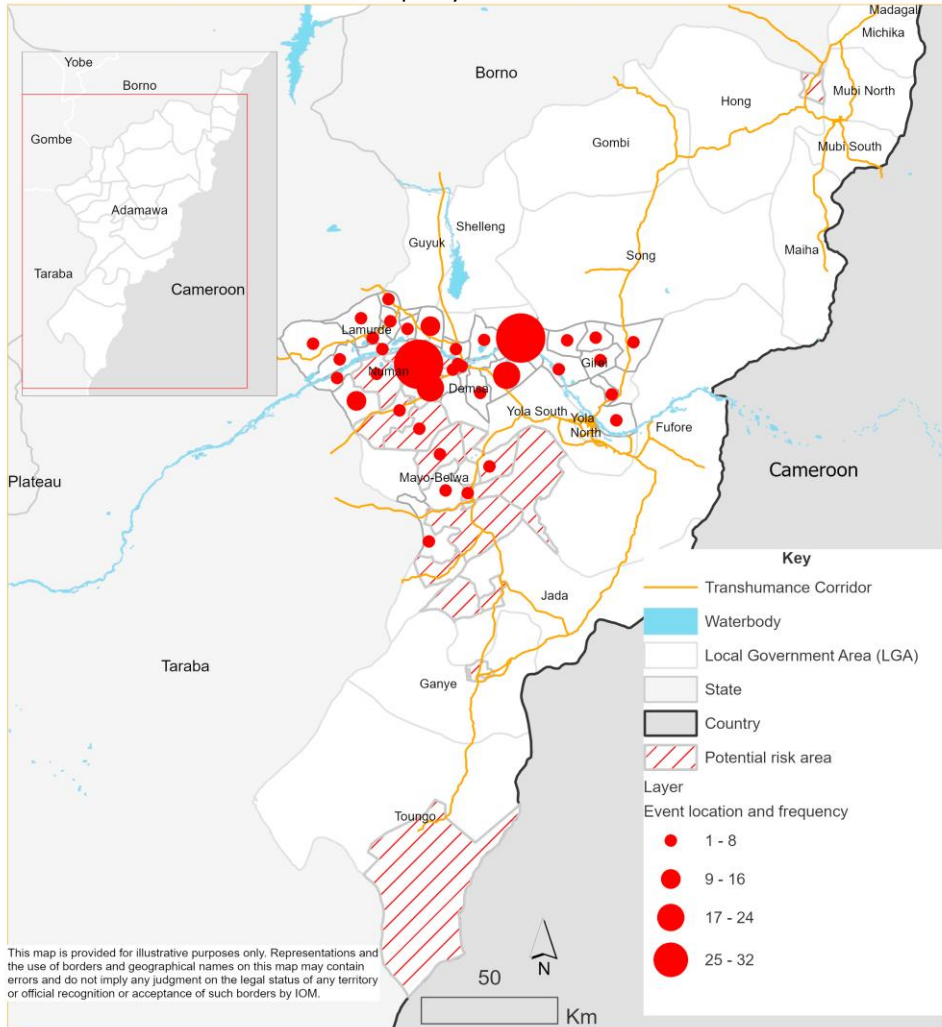 Madagal
Michika
Yobe
Borno
Borno
Hong
Mubi North
Gombe
Gombi
Mubi South
Adamawa
Shelleng
Guyuk
Song
Maiha
Taraba
Cameroon
Lamurde
Girei
Numan
Demsa
Yola South
Yola
North
Fufore
Cameroon
Plateau
Mayo-Belwa
Key
Transhumance Corridor
Jada
Waterbody
Local Government Area (LGA)
Taraba
Ganye
State
Country
Potential risk area
Layer
Event location and frequency
Toungo
1 - 8
9 - 16
17 - 24
25 - 32
This map is provided for illustrative purposes only. Representations and
the use of borders and geographical names on this map may contain
errors and do not imply any judgment on the legal status of any territory
or official recognition or acceptance of such borders by IOM.
N
50
Km